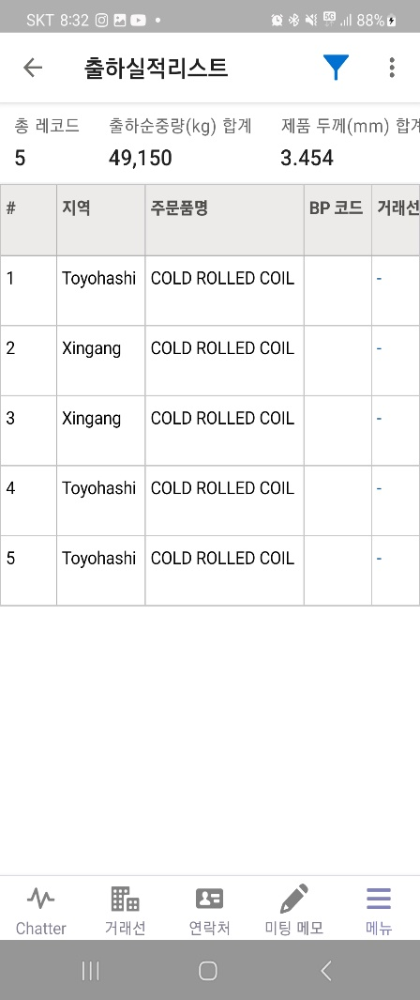 SKT 8:32
5G 88%
출하실적리스트
총 레코드 출하순중량(kg) 합계 제품 두께(mm) 합계
5 49,150 3.454
# 지역 주문품명 BP 코드 거래선
1 Toyohashi COLD ROLLED COIL -
2 Xingang COLD ROLLED COIL -
3 Xingang COLD ROLLED COIL -
4 Toyohashi COLD ROLLED COIL -
5 Toyohashi COLD ROLLED COIL -
Chatter 거래선 연락처 미팅 메모 메뉴